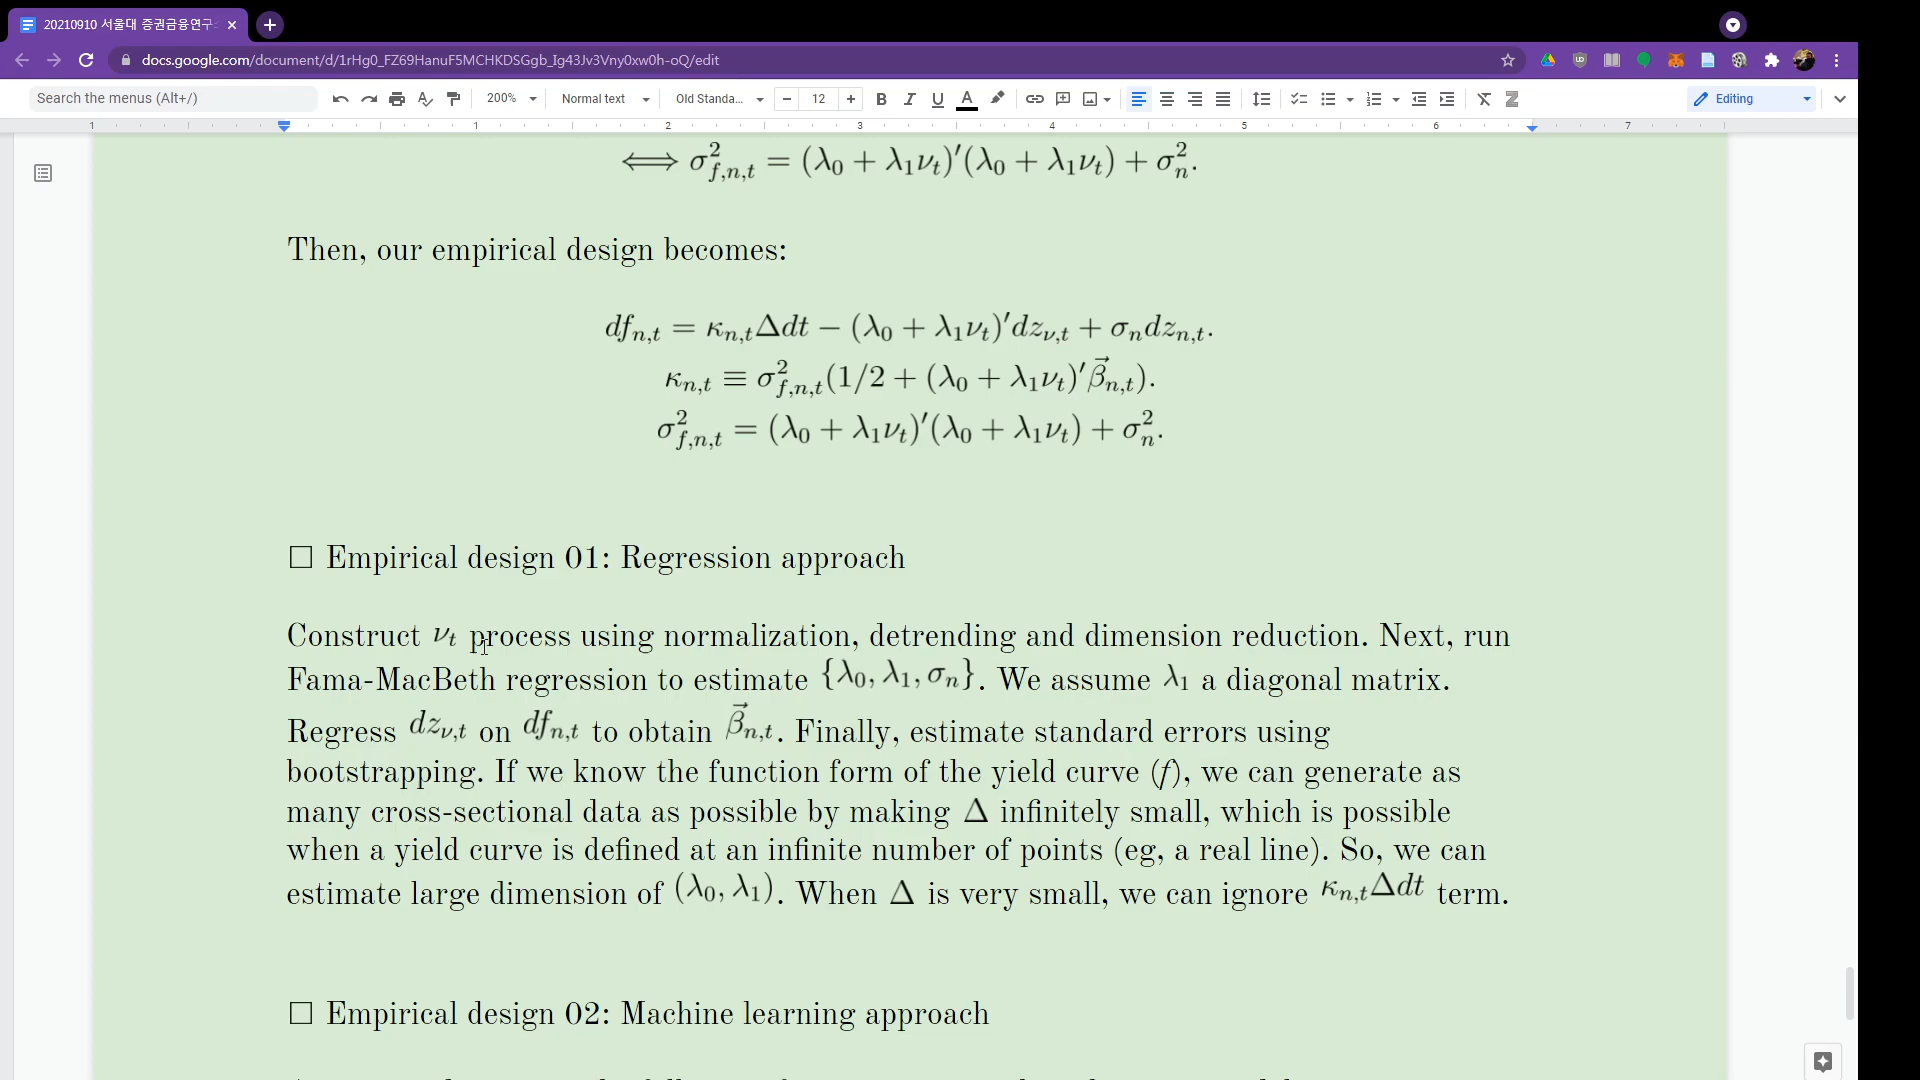 20210910 서울대 증권금융연구
docs.google.com/document/d/1rHg0_FZ69HanuF5MCHKDSGgb_Ig43Jv3Vny0xw0h-oQ/edit
Search the menus (Alt+/)
200%
Normal text
Old Standa...
12
Editing
1 1 2 3 4 5 6 7
⟺ σ²_{f,n,t} = (λ₀ + λ₁ν_t)′(λ₀ + λ₁ν_t) + σ²_n.
Then, our empirical design becomes:
df_{n,t} = κ_{n,t}Δdt − (λ₀ + λ₁ν_t)′dz_{ν,t} + σ_n dz_{n,t}.
κ_{n,t} ≡ σ²_{f,n,t}(1/2 + (λ₀ + λ₁ν_t)′β⃗_{n,t}).
σ²_{f,n,t} = (λ₀ + λ₁ν_t)′(λ₀ + λ₁ν_t) + σ²_n.
□ Empirical design 01: Regression approach
Construct ν_t process using normalization, detrending and dimension reduction. Next, run
Fama-MacBeth regression to estimate {λ₀, λ₁, σ_n}. We assume λ₁ a diagonal matrix.
Regress dz_{ν,t} on df_{n,t} to obtain β⃗_{n,t}. Finally, estimate standard errors using
bootstrapping. If we know the function form of the yield curve (f), we can generate as
many cross-sectional data as possible by making Δ infinitely small, which is possible
when a yield curve is defined at an infinite number of points (eg, a real line). So, we can
estimate large dimension of (λ₀, λ₁). When Δ is very small, we can ignore κ_{n,t}Δdt term.
□ Empirical design 02: Machine learning approach